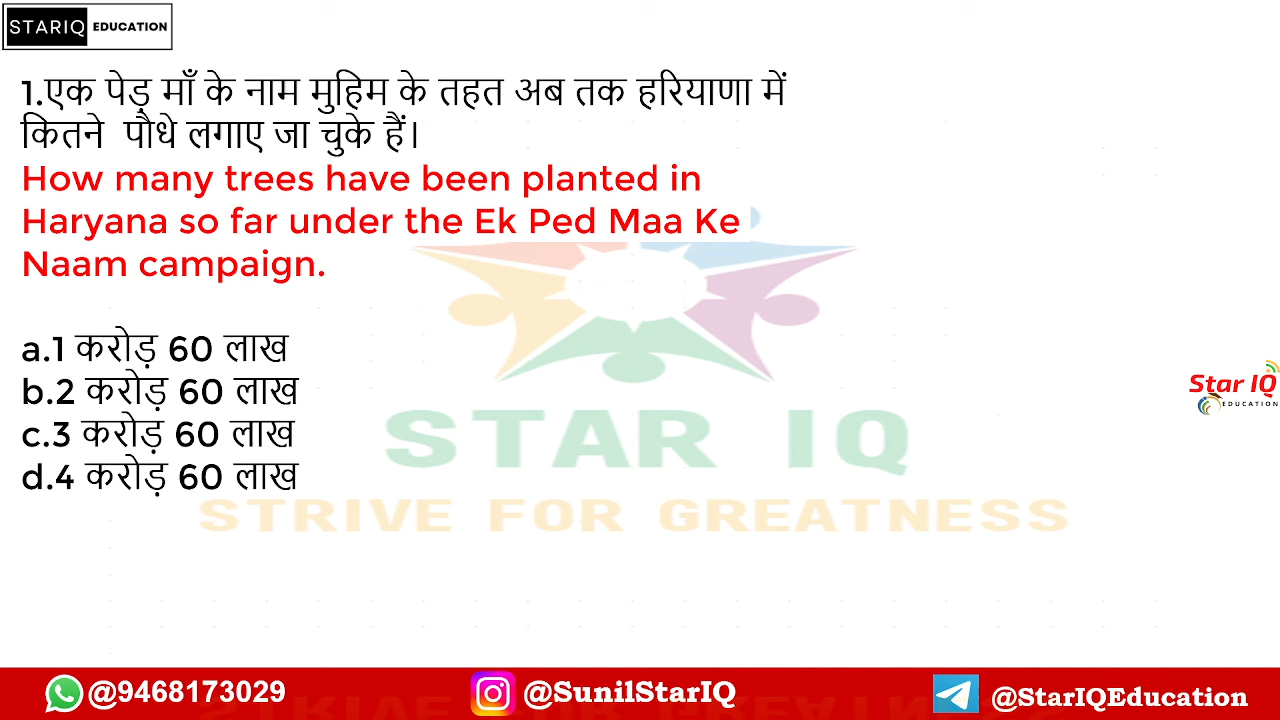 STARIQ EDUCATION
1.एक पेड़ माँ के नाम मुहिम के तहत अब तक हरियाणा में
कितने पौधे लगाए जा चुके हैं।
How many trees have been planted in
Haryana so far under the Ek Ped Maa Ke
Naam campaign.
a.1 करोड़ 60 लाख
b.2 करोड़ 60 लाख
c.3 करोड़ 60 लाख
d.4 करोड़ 60 लाख
Star IQ
EDUCATION
STAR IQ
STRIVE FOR GREATNESS
@9468173029 @SunilStarIQ @StarIQEducation